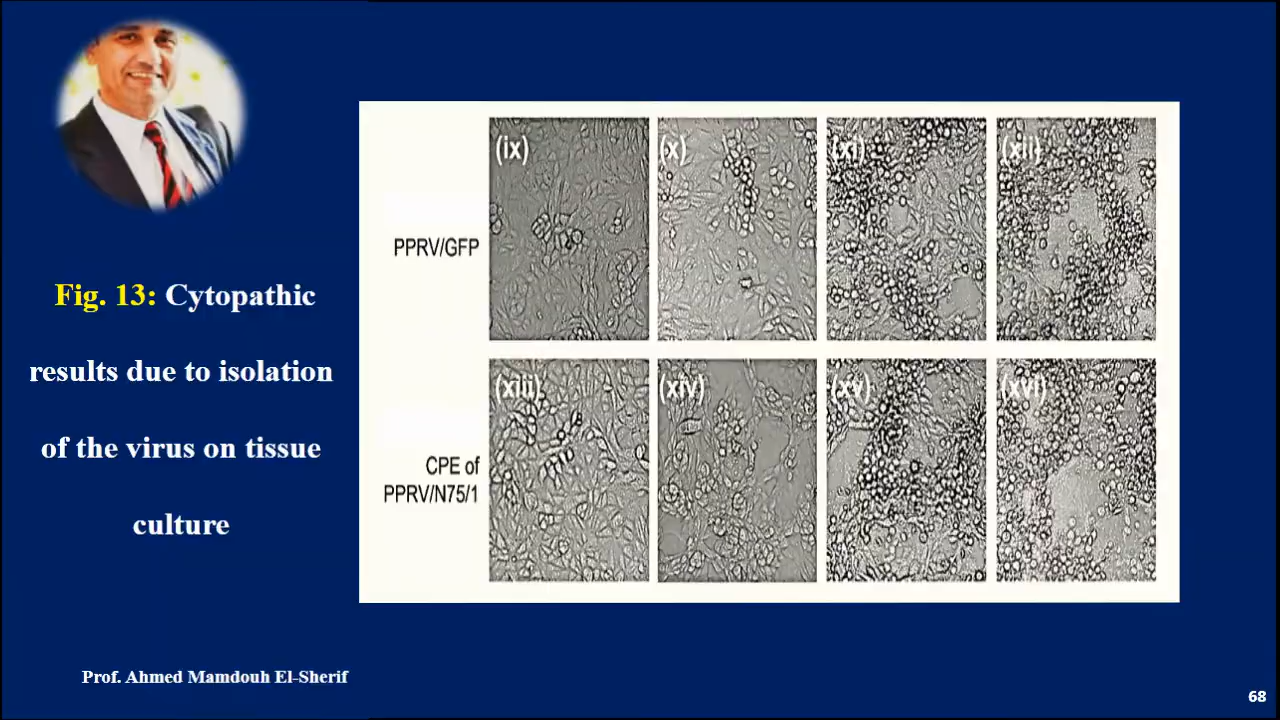 Fig. 13: Cytopathic
results due to isolation
of the virus on tissue
culture
PPRV/GFP
(ix)
(x)
(xi)
(xii)
CPE of
PPRV/N75/1
(xiii)
(xiv)
(xv)
(xvi)
Prof. Ahmed Mamdouh El-Sherif
68